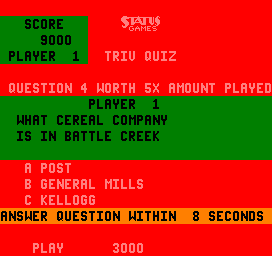 SCORE
9000
PLAYER 1
STATUS
GAMES
TRIV QUIZ
QUESTION 4 WORTH 5X AMOUNT PLAYED
PLAYER 1
WHAT CEREAL COMPANY
IS IN BATTLE CREEK
A POST
B GENERAL MILLS
C KELLOGG
ANSWER QUESTION WITHIN 8 SECONDS
PLAY 3000